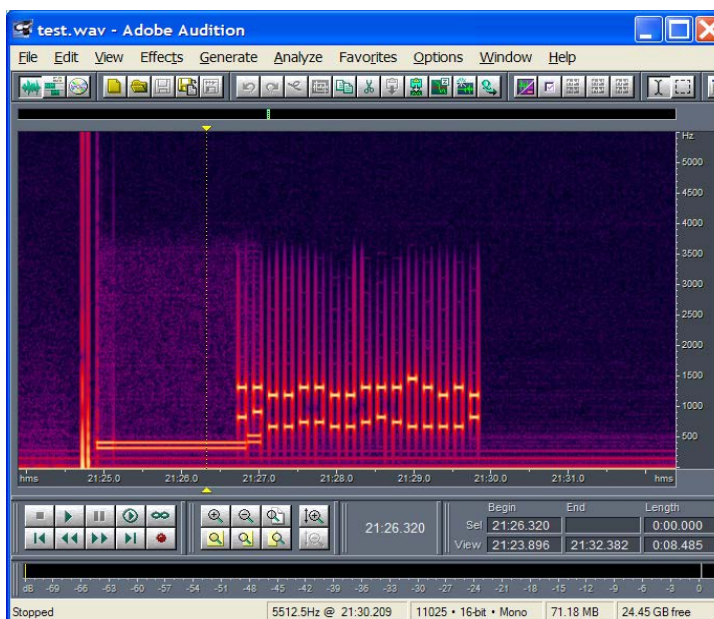 test.wav - Adobe Audition
File Edit View Effects Generate Analyze Favorites Options Window Help
Hz
5000
4500
4000
3500
3000
2500
2000
1500
1000
500
hms 21:25.0 21:26.0 21:27.0 21:28.0 21:29.0 21:30.0 21:31.0 hms
Begin End Length
21:26.320 Sel 21:26.320 0:00.000
View 21:23.896 21:32.382 0:08.485
dB -69 -66 -63 -60 -57 -54 -51 -48 -45 -42 -39 -36 -33 -30 -27 -24 -21 -18 -15 -12 -9 -6 -3 0
Stopped 5512.5Hz @ 21:30.209 11025 • 16-bit • Mono 71.18 MB 24.45 GB free